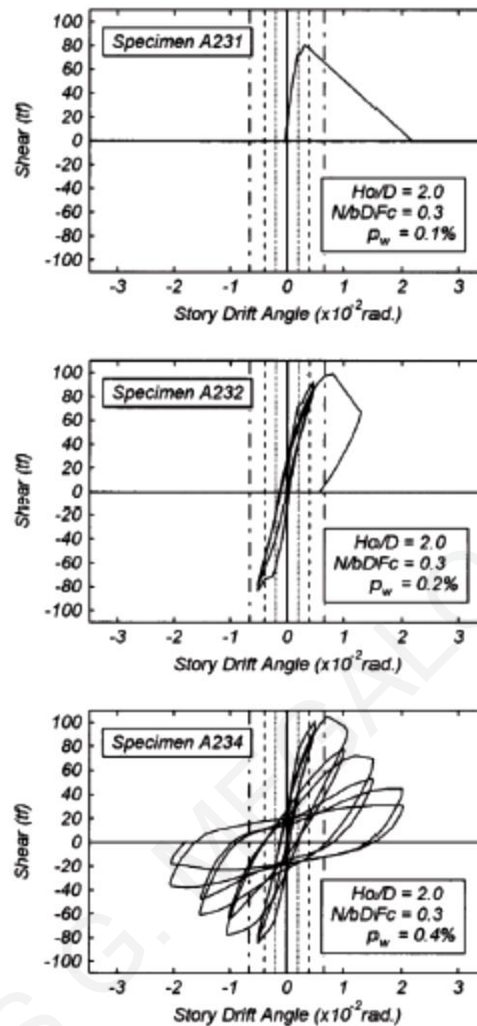 100
80
60
40
20
0
-20
-40
-60
-80
-100
Shear (tf)
Specimen A231
Ho/D = 2.0
N/bDFc = 0.3
pw = 0.1%
-3 -2 -1 0 1 2 3
Story Drift Angle (x10-2rad.)
100
80
60
40
20
0
-20
-40
-60
-80
-100
Shear (tf)
Specimen A232
Ho/D = 2.0
N/bDFc = 0.3
pw = 0.2%
-3 -2 -1 0 1 2 3
Story Drift Angle (x10-2rad.)
100
80
60
40
20
0
-20
-40
-60
-80
-100
Shear (tf)
Specimen A234
Ho/D = 2.0
N/bDFc = 0.3
pw = 0.4%
-3 -2 -1 0 1 2 3
Story Drift Angle (x10-2rad.)